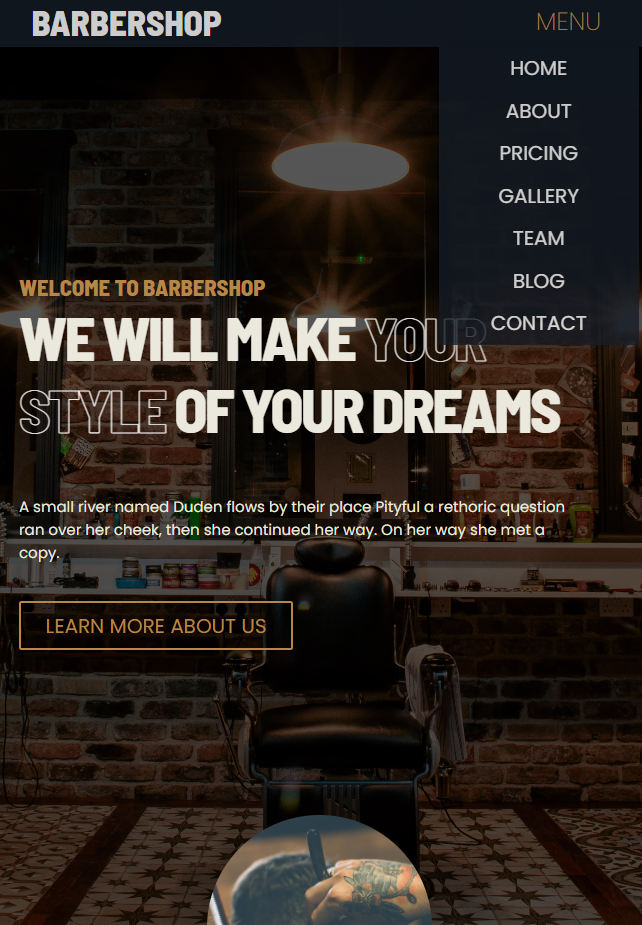 BARBERSHOP
MENU
HOME
ABOUT
PRICING
GALLERY
TEAM
BLOG
CONTACT
WELCOME TO BARBERSHOP
WE WILL MAKE YOUR
STYLE OF YOUR DREAMS
A small river named Duden flows by their place Pityful a rethoric question
ran over her cheek, then she continued her way. On her way she met a
copy.
LEARN MORE ABOUT US